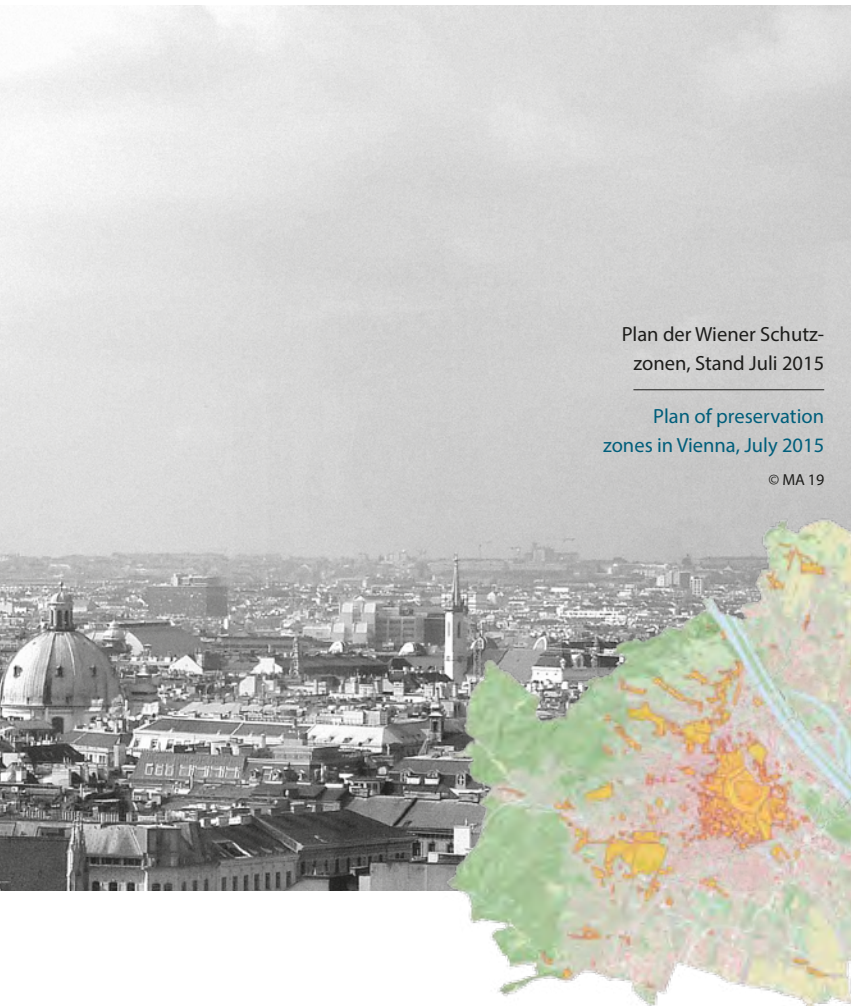 Plan der Wiener Schutz-
zonen, Stand Juli 2015
Plan of preservation
zones in Vienna, July 2015
© MA 19